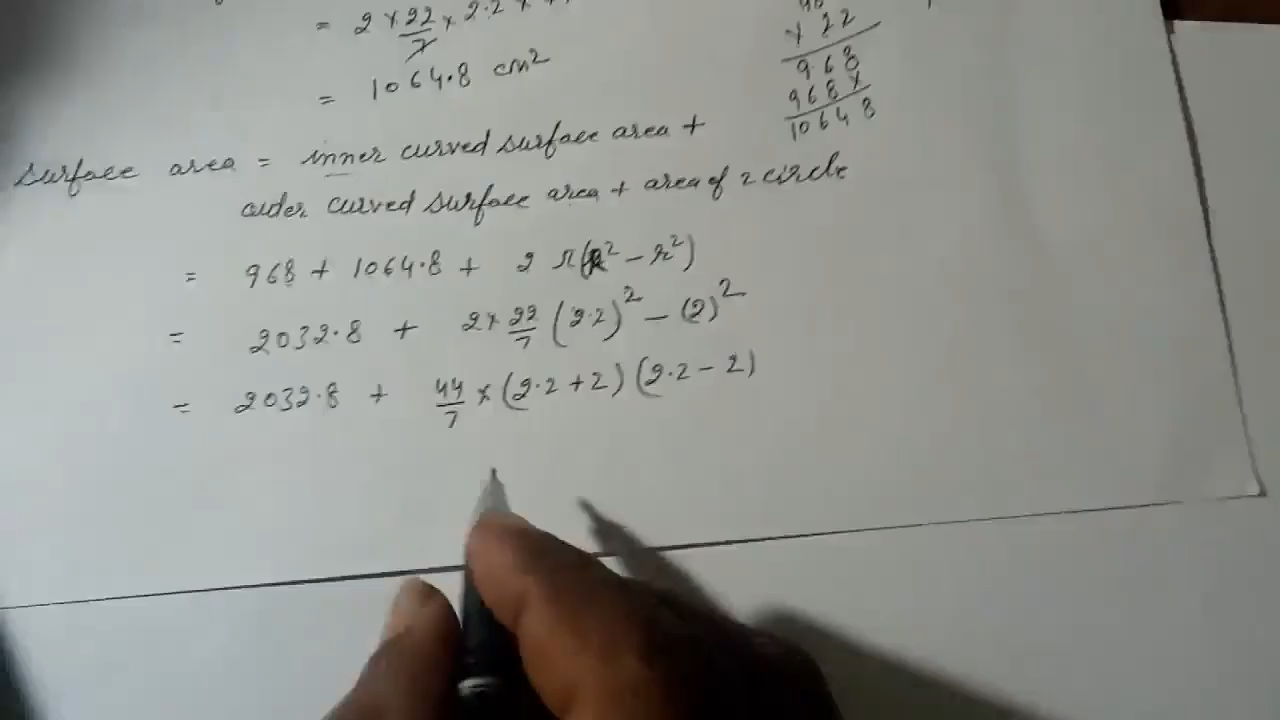 = 2 × 22/7 × 2.2 ×
× 22
= 1064.8 cm²
968
968×
10648
surface area = inner curved surface area +
outer curved surface area + area of 2 circle
= 968 + 1064.8 + 2 π(R² - r²)
= 2032.8 + 2× 22/7 (2.2)² - (2)²
= 2032.8 + 44/7 × (2.2 + 2) (2.2 - 2)